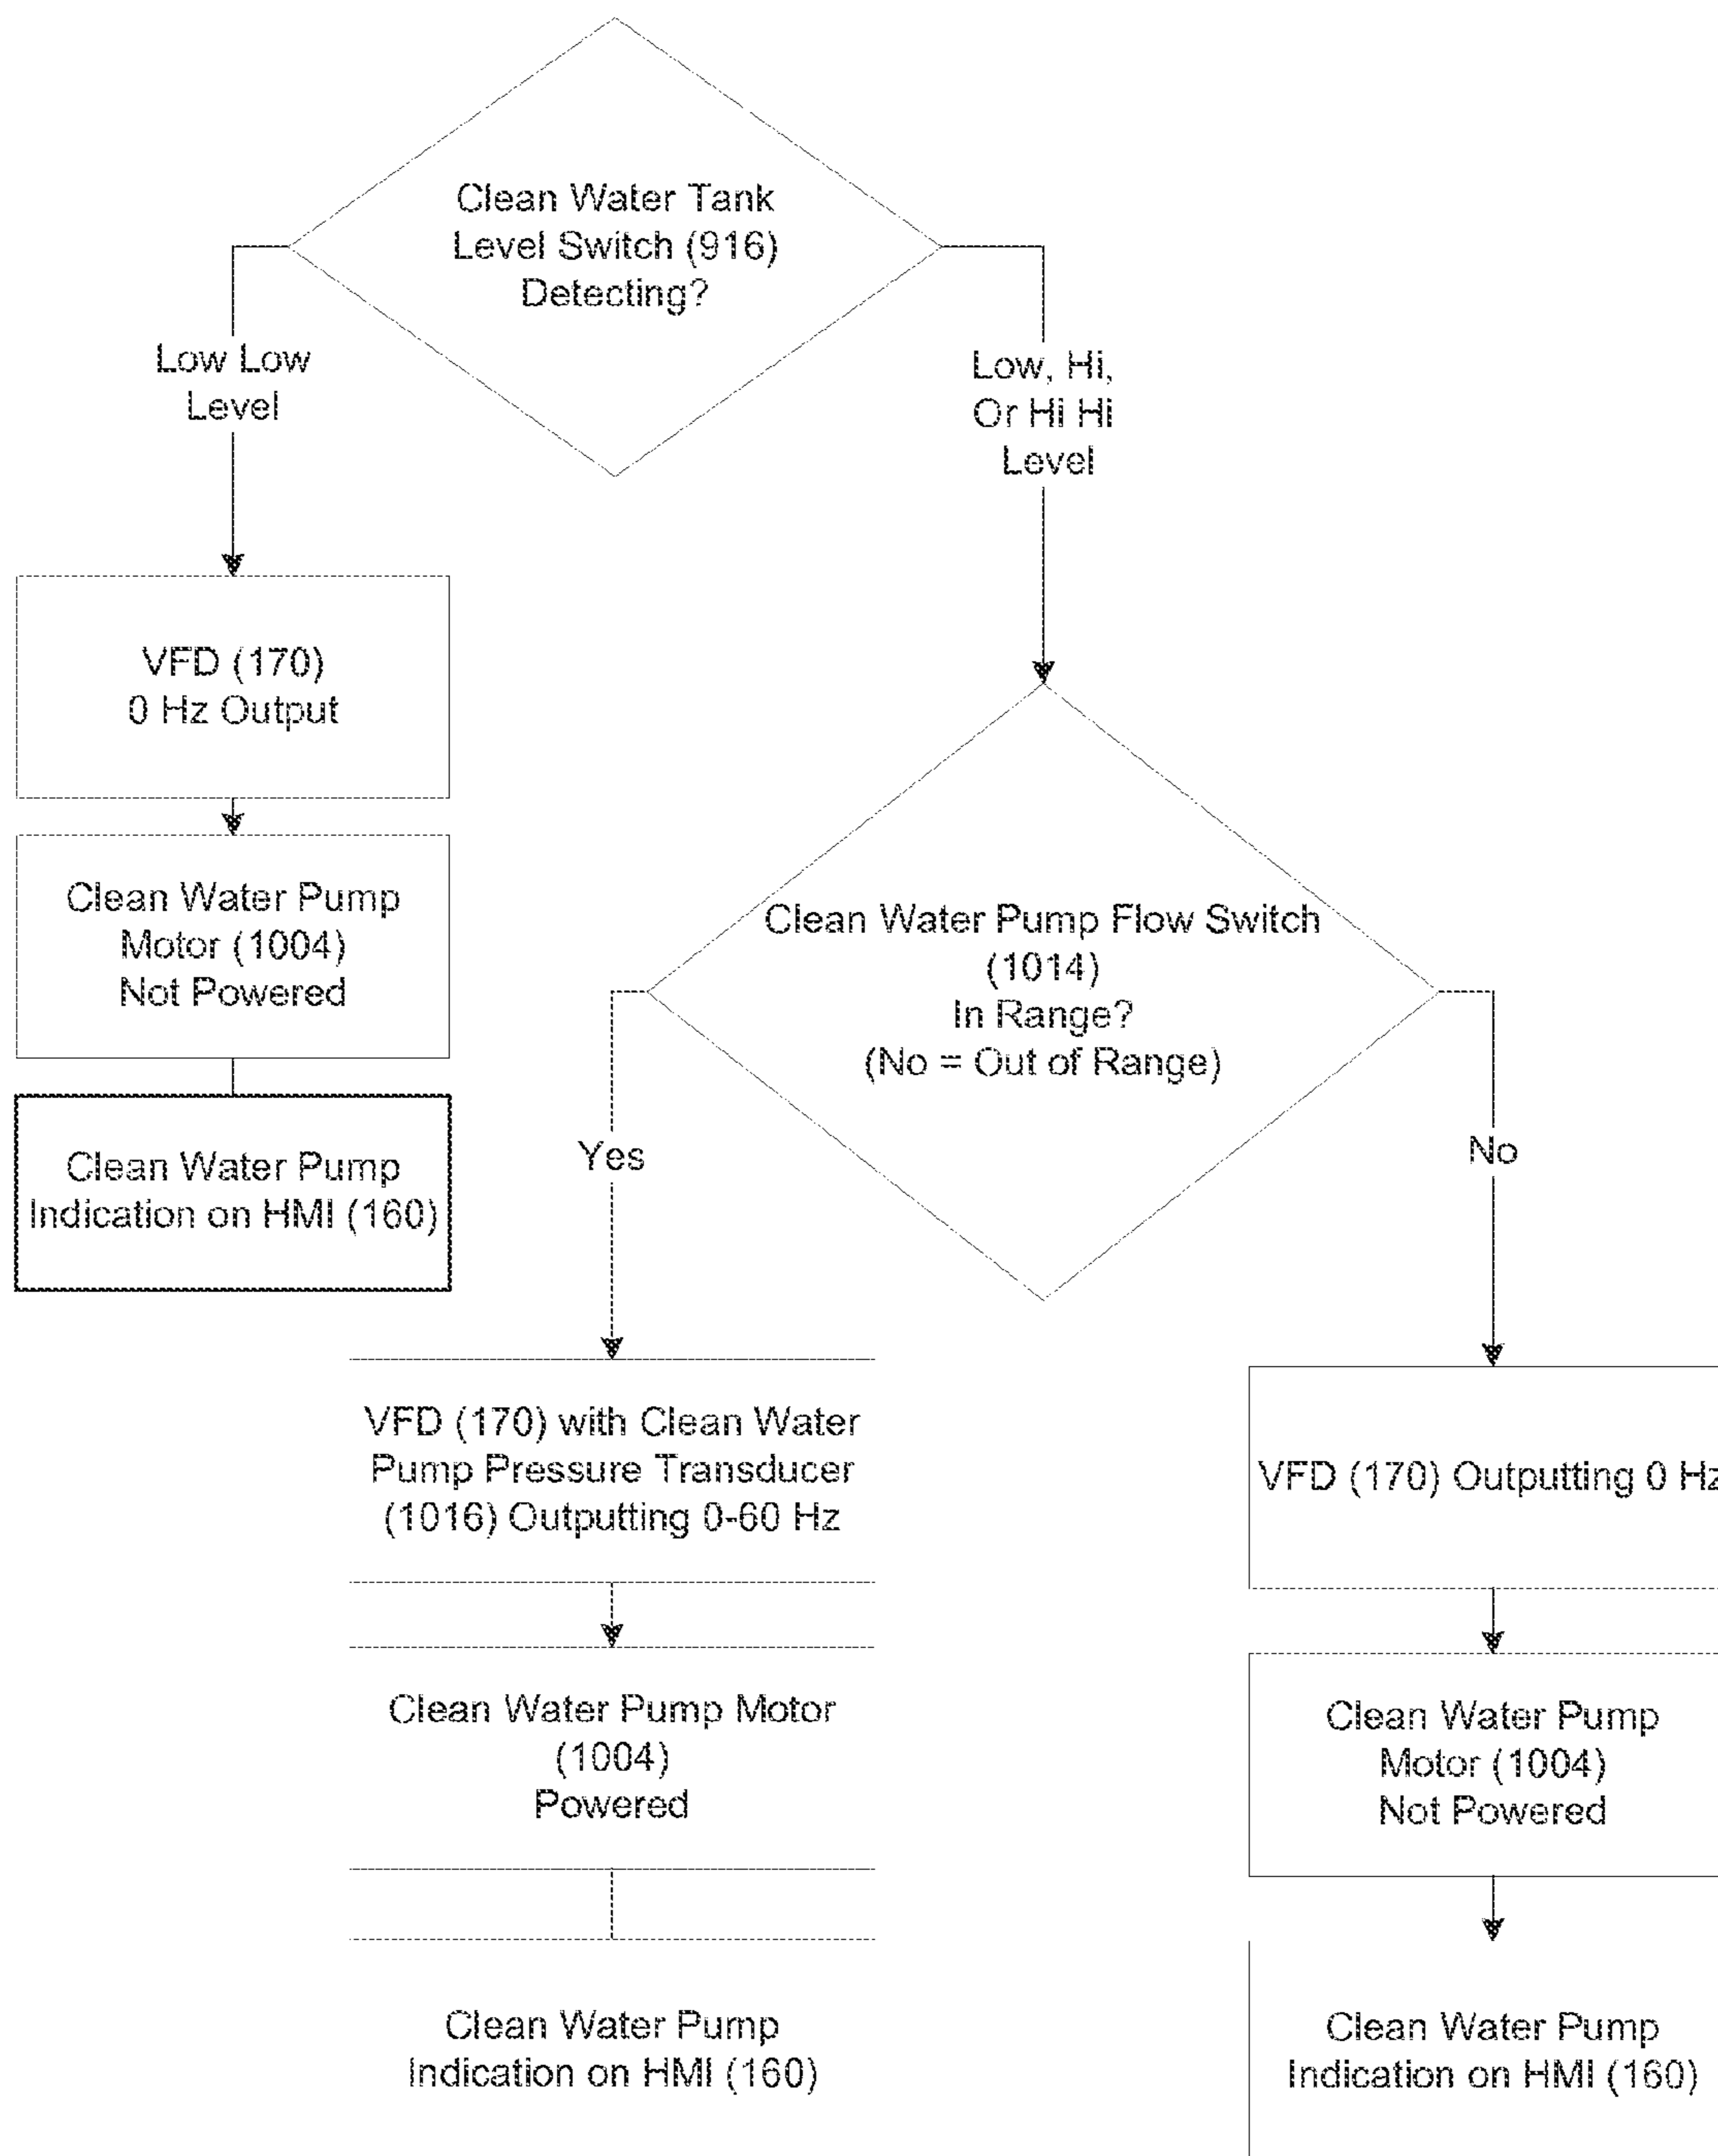 Clean Water Tank
Level Switch (916)
Detecting?
Low Low
Level
Low, Hi,
Or Hi Hi
Level
VFD (170)
0 Hz Output
Clean Water Pump
Motor (1004)
Not Powered
Clean Water Pump
Indication on HMI (160)
Clean Water Pump Flow Switch
(1014)
In Range?
(No = Out of Range)
Yes
No
VFD (170) with Clean Water
Pump Pressure Transducer
(1016) Outputting 0-60 Hz
Clean Water Pump Motor
(1004)
Powered
Clean Water Pump
Indication on HMI (160)
VFD (170) Outputting 0 Hz
Clean Water Pump
Motor (1004)
Not Powered
Clean Water Pump
Indication on HMI (160)